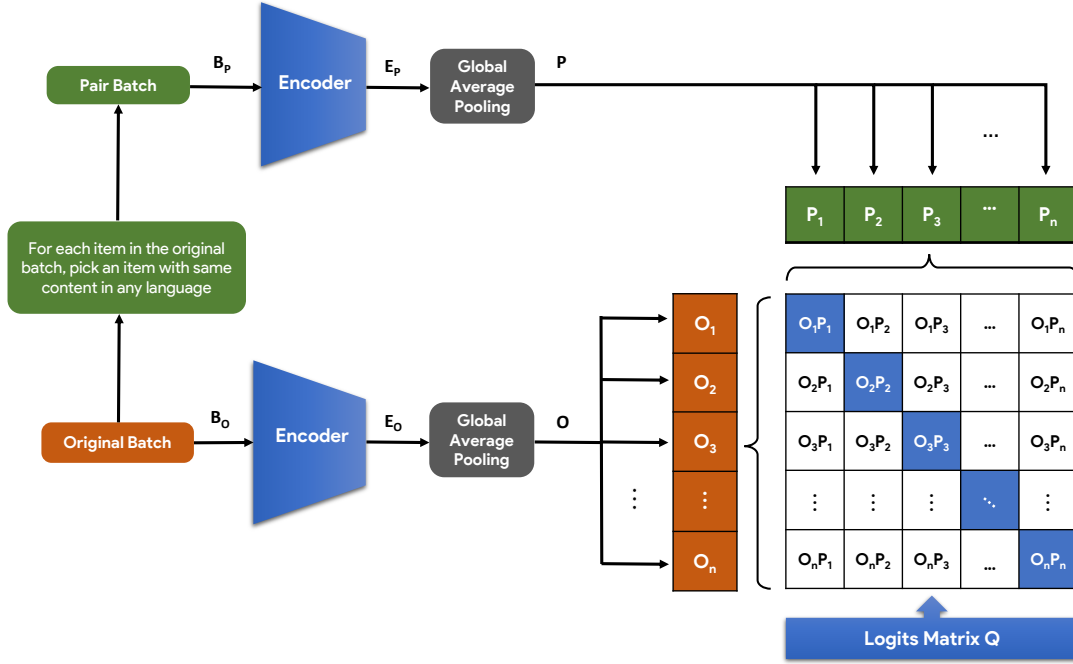 B_P
Pair Batch
Encoder
E_P
Global
Average
Pooling
P
...
P_1 P_2 P_3 ... P_n
For each item in the original
batch, pick an item with same
content in any language
Original Batch
B_O
Encoder
E_O
Global
Average
Pooling
O
⋮
O_1
O_2
O_3
⋮
O_n
O_1P_1 O_1P_2 O_1P_3 ... O_1P_n
O_2P_1 O_2P_2 O_2P_3 ... O_2P_n
O_3P_1 O_3P_2 O_3P_3 ... O_3P_n
⋮ ⋮ ⋮ ⋱ ⋮
O_nP_1 O_nP_2 O_nP_3 ... O_nP_n
Logits Matrix Q